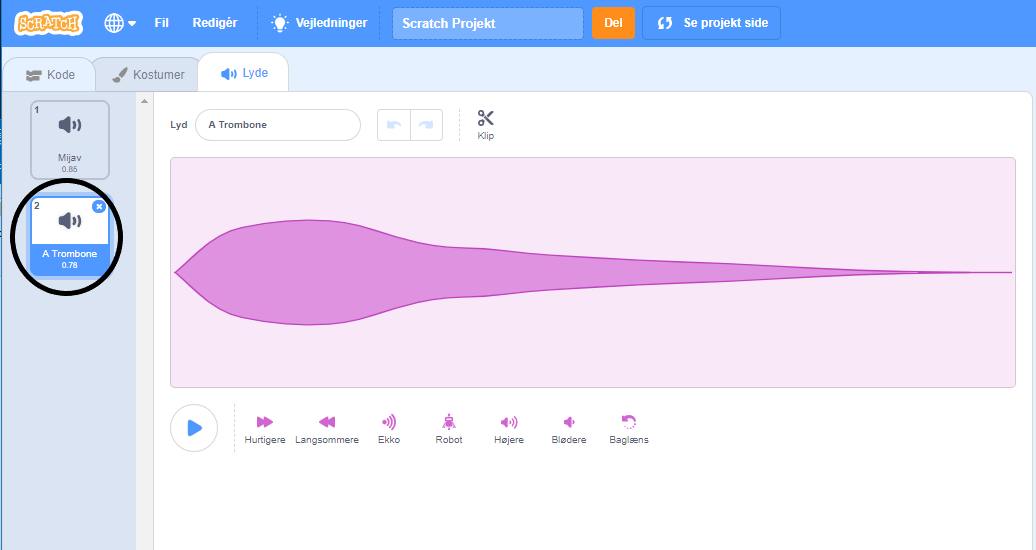 SCRATCH Fil Redigér Vejledninger Scratch Projekt Del Se projekt side
Kode Kostumer Lyde
1
Mijav
0.85
2
A Trombone
0.78
Lyd A Trombone
Klip
Hurtigere Langsommere Ekko Robot Højere Blødere Baglæns